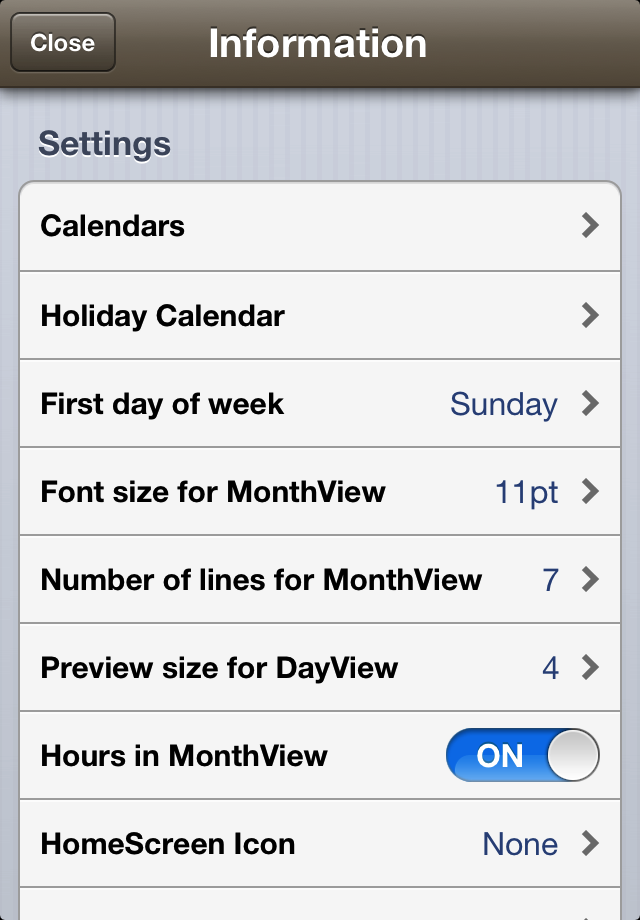 Close
Information
Settings
Calendars
Holiday Calendar
First day of week Sunday
Font size for MonthView 11pt
Number of lines for MonthView 7
Preview size for DayView 4
Hours in MonthView ON
HomeScreen Icon None